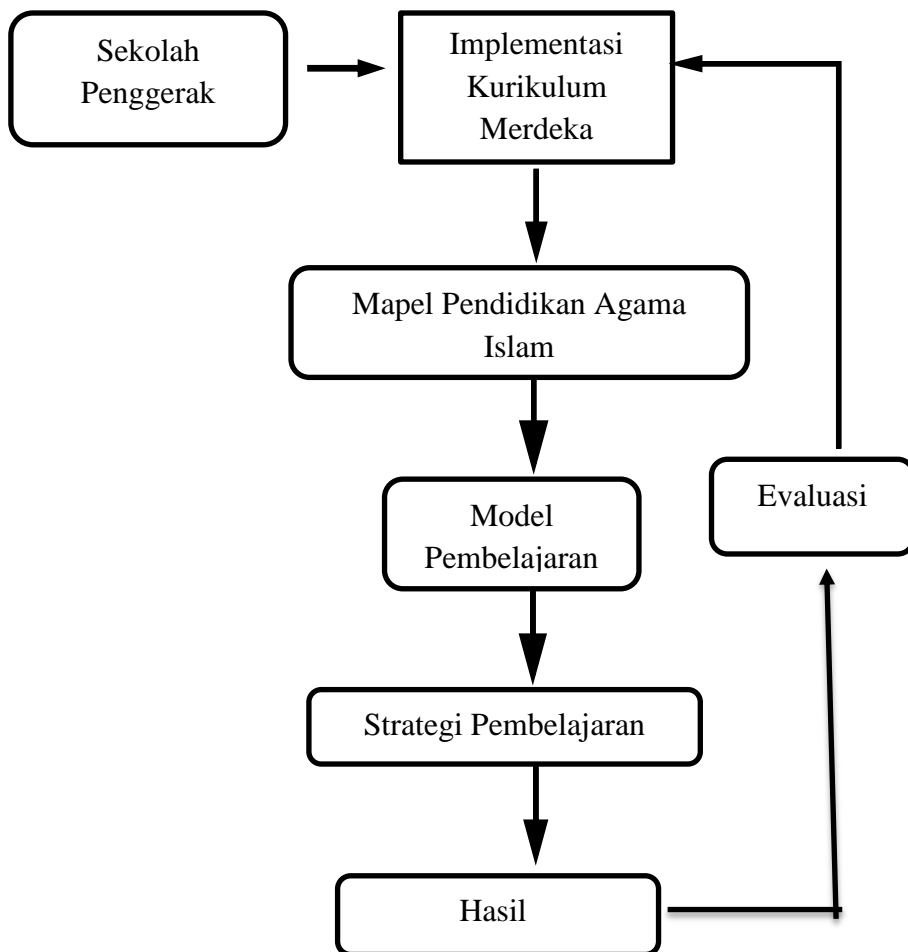 Sekolah
Penggerak
Implementasi
Kurikulum
Merdeka
Mapel Pendidikan Agama
Islam
Model
Pembelajaran
Evaluasi
Strategi Pembelajaran
Hasil